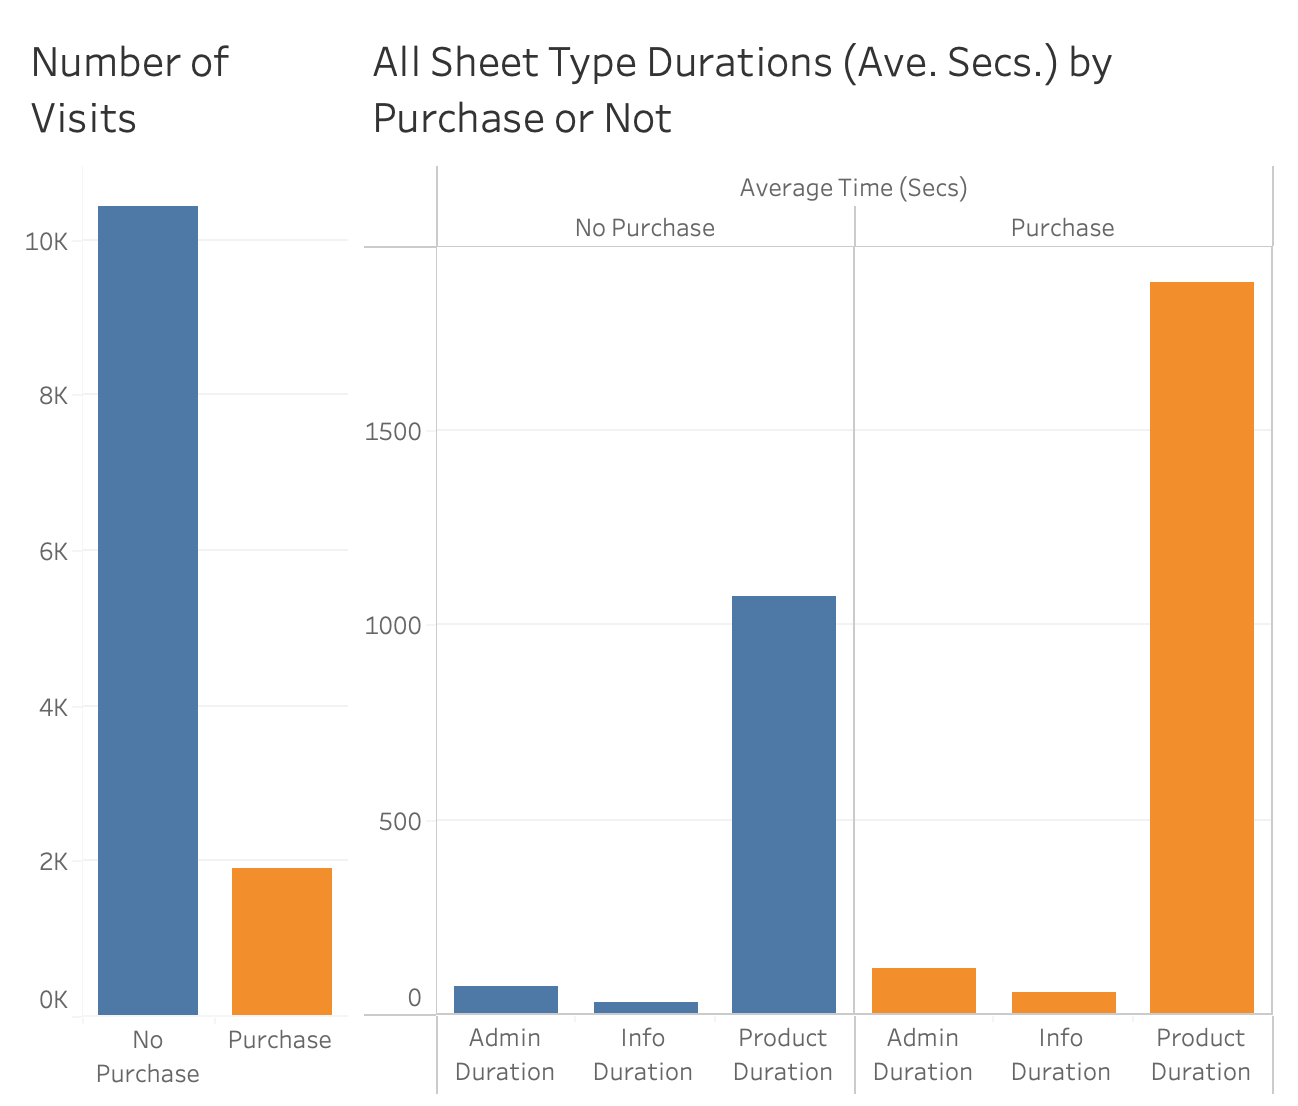 Number of
Visits
10K
8K
6K
4K
2K
0K
No
Purchase
Purchase
All Sheet Type Durations (Ave. Secs.) by
Purchase or Not
Average Time (Secs)
No Purchase
Purchase
1500
1000
500
0
Admin
Duration
Info
Duration
Product
Duration
Admin
Duration
Info
Duration
Product
Duration